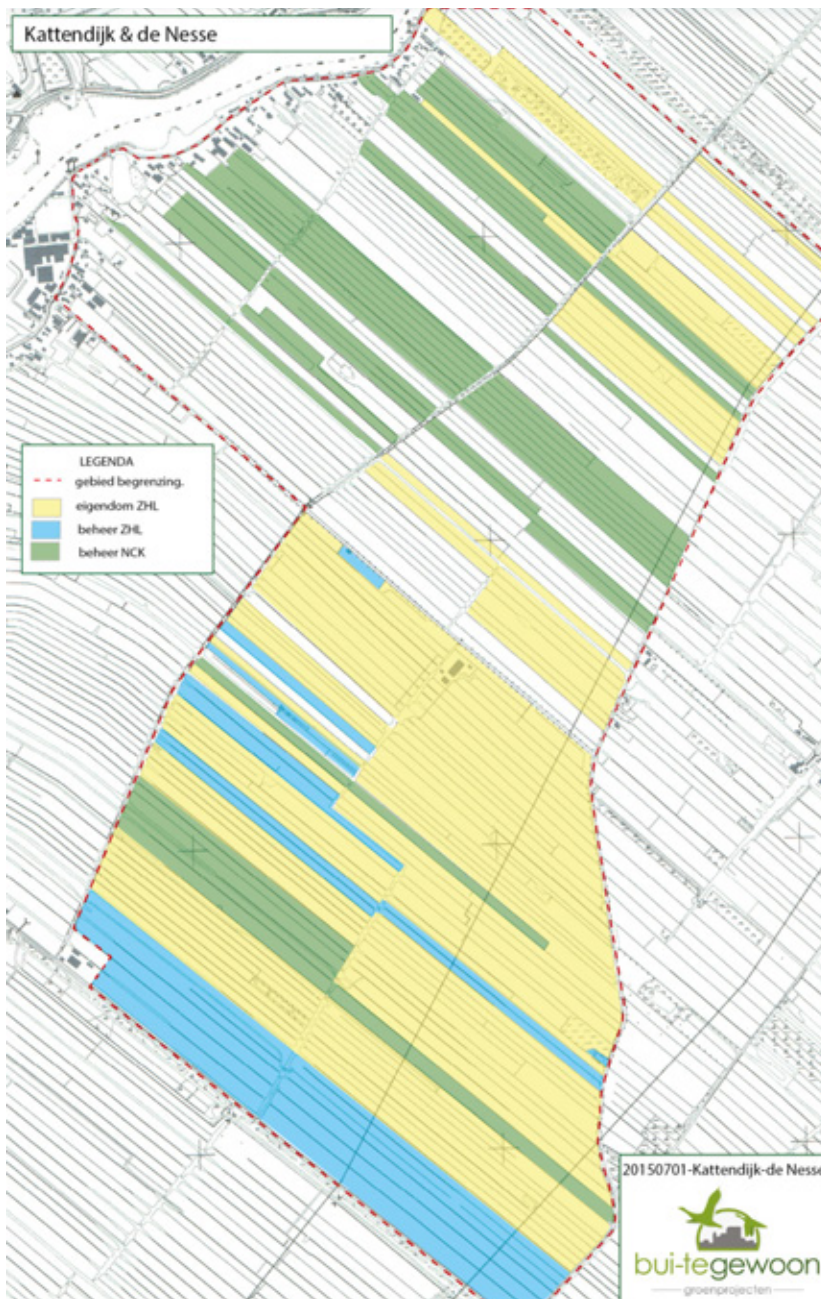 Kattendijk & de Nesse
LEGENDA
gebied begrenzing.
eigendom ZHL
beheer ZHL
beheer NCK
20150701-Kattendijk-de Nesse
bui-tegewoon
groenprojecten